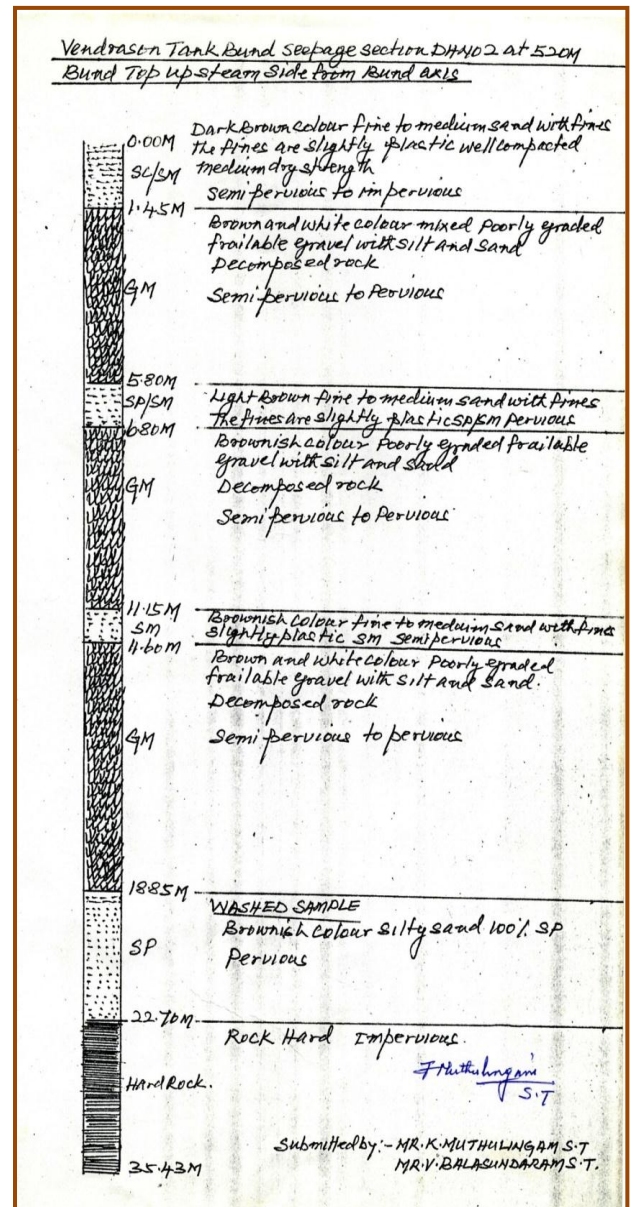 Vendrason Tank Bund seepage section DHNO2 at 520M
Bund Top upsteam Side from Bund axis
0.00M
Dark Brown colour fine to medium sand with fines
the fines are slightly plastic well compacted
SC/SM
medium dry strength
Semi pervious to impervious
1.45M
Brown and white colour mixed Poorly graded
frailable gravel with silt and sand
Decomposed rock
GM
Semi pervious to Pervious
5.80M
SP/SM
Light Brown fine to medium sand with fines
the fines are slightly plastic SP/SM Pervious
6.80M
Brownish colour Poorly graded frailable
gravel with silt and sand
GM
Decomposed rock
Semi pervious to Pervious
11.15M
SM
Brownish colour fine to meduim sand with fines
slightly plastic SM Semipervious
4.60M
Brown and white colour Poorly graded
frailable gravel with silt and sand.
Decomposed rock
GM
Semi pervious to pervious
18.85M
WASHED SAMPLE
Brownish colour silty sand 100% SP
SP
Pervious
22.70M
Rock Hard Impervious.
Hard Rock.
Muthulingam
S.T
Submitted by:- MR.K.MUTHULINGAM S.T
MR.V.BALASUNDARAM S.T.
35.43M